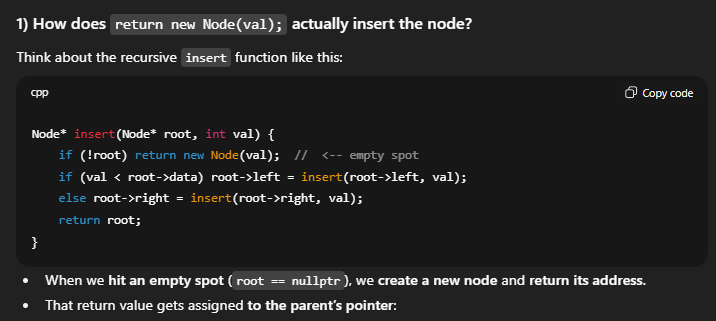 1) How does return new Node(val); actually insert the node?
Think about the recursive insert function like this:
cpp
Copy code
Node* insert(Node* root, int val) {
    if (!root) return new Node(val);  // <-- empty spot
    if (val < root->data) root->left = insert(root->left, val);
    else root->right = insert(root->right, val);
    return root;
}
• When we hit an empty spot (root == nullptr), we create a new node and return its address.
• That return value gets assigned to the parent’s pointer: